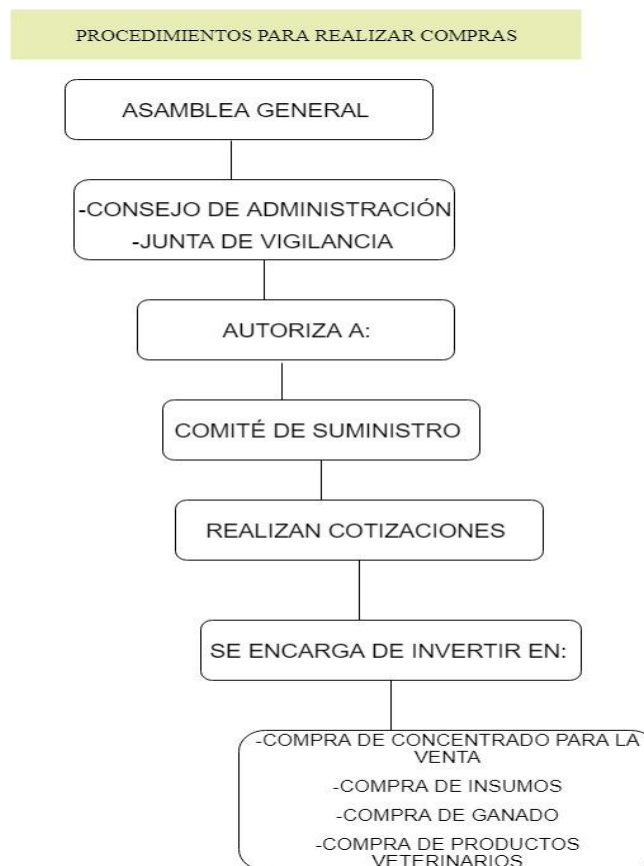 PROCEDIMIENTOS PARA REALIZAR COMPRAS
ASAMBLEA GENERAL
-CONSEJO DE ADMINISTRACIÓN
-JUNTA DE VIGILANCIA
AUTORIZA A:
COMITÉ DE SUMINISTRO
REALIZAN COTIZACIONES
SE ENCARGA DE INVERTIR EN:
-COMPRA DE CONCENTRADO PARA LA
VENTA
-COMPRA DE INSUMOS
-COMPRA DE GANADO
-COMPRA DE PRODUCTOS
VETERINARIOS